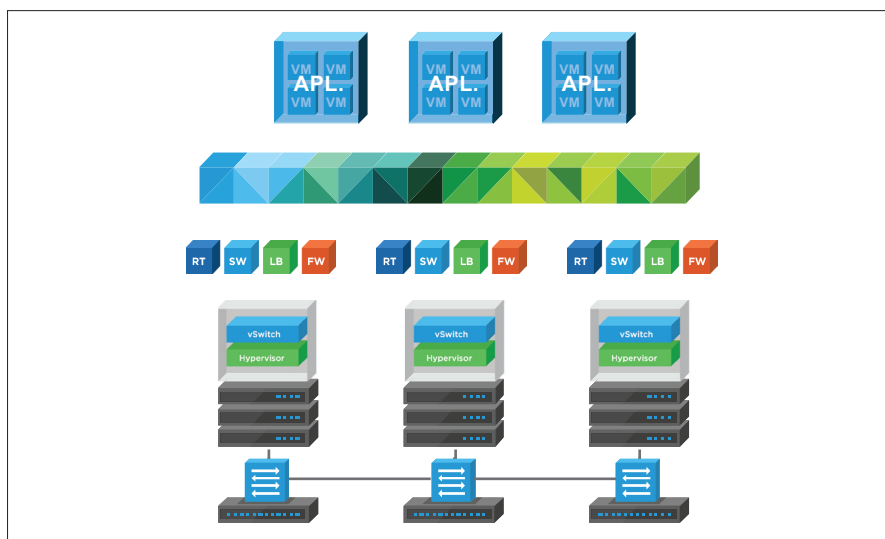 VM VM VM VM VM VM
APL. APL. APL.
VM VM VM VM VM VM
RT SW LB FW RT SW LB FW RT SW LB FW
vSwitch vSwitch vSwitch
Hypervisor Hypervisor Hypervisor